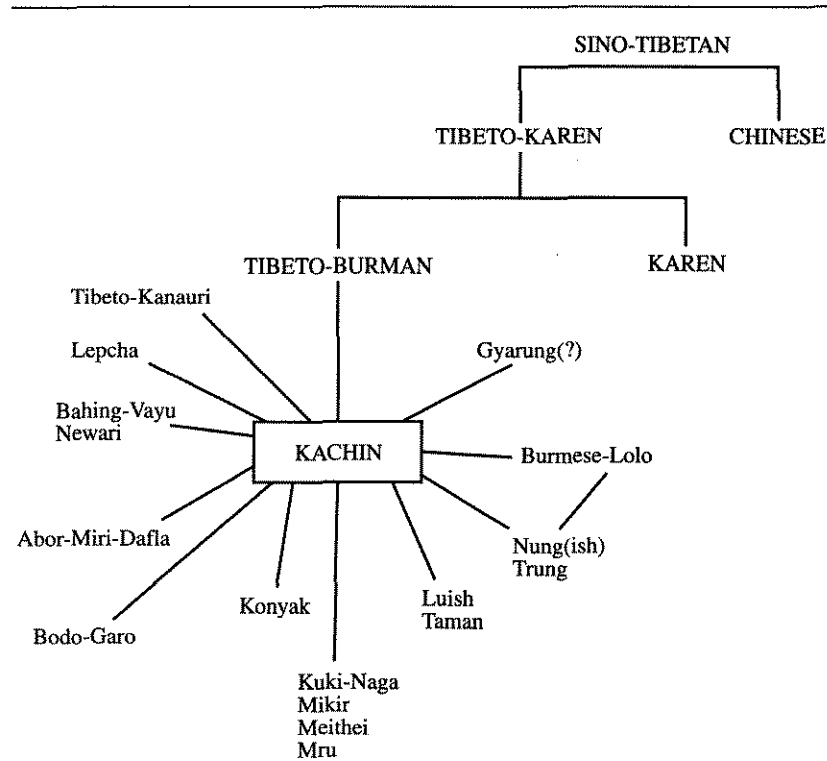 SINO-TIBETAN
TIBETO-KAREN
CHINESE
TIBETO-BURMAN
KAREN
Tibeto-Kanauri
Lepcha
Gyarung(?)
Bahing-Vayu
Newari
KACHIN
Burmese-Lolo
Abor-Miri-Dafla
Nung(ish)
Trung
Konyak
Luish
Taman
Bodo-Garo
Kuki-Naga
Mikir
Meithei
Mru